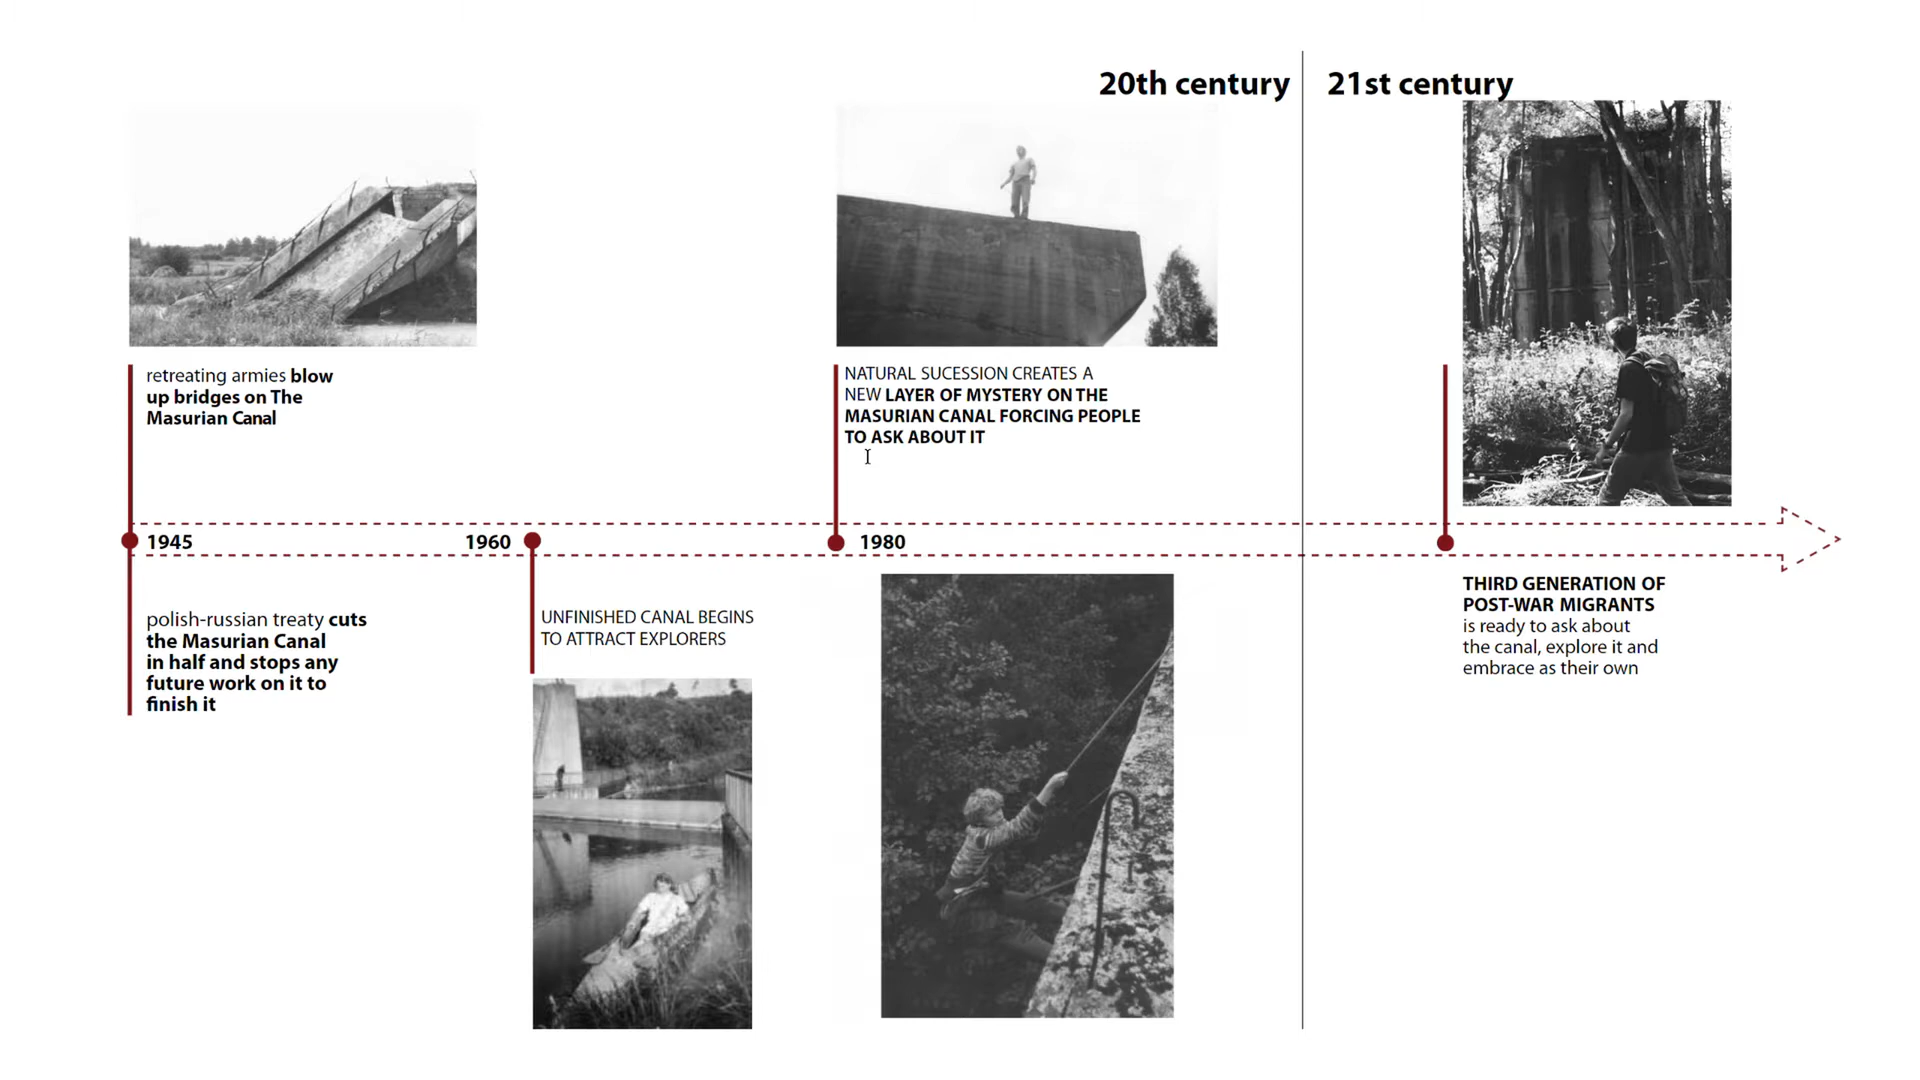 20th century
21st century
retreating armies blow
up bridges on The
Masurian Canal
NATURAL SUCESSION CREATES A
NEW LAYER OF MYSTERY ON THE
MASURIAN CANAL FORCING PEOPLE
TO ASK ABOUT IT
1945
1960
1980
polish-russian treaty cuts
the Masurian Canal
in half and stops any
future work on it to
finish it
UNFINISHED CANAL BEGINS
TO ATTRACT EXPLORERS
THIRD GENERATION OF
POST-WAR MIGRANTS
is ready to ask about
the canal, explore it and
embrace as their own